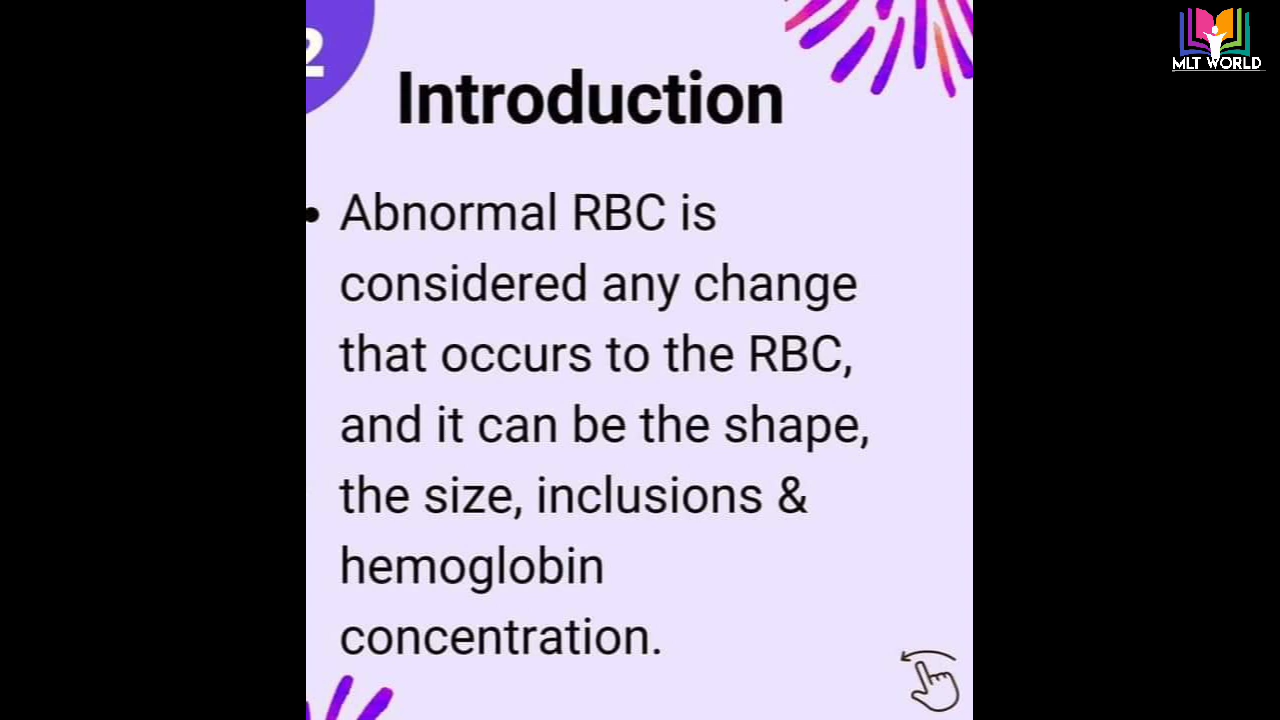 2
MLT WORLD
Introduction
• Abnormal RBC is
considered any change
that occurs to the RBC,
and it can be the shape,
the size, inclusions &
hemoglobin
concentration.